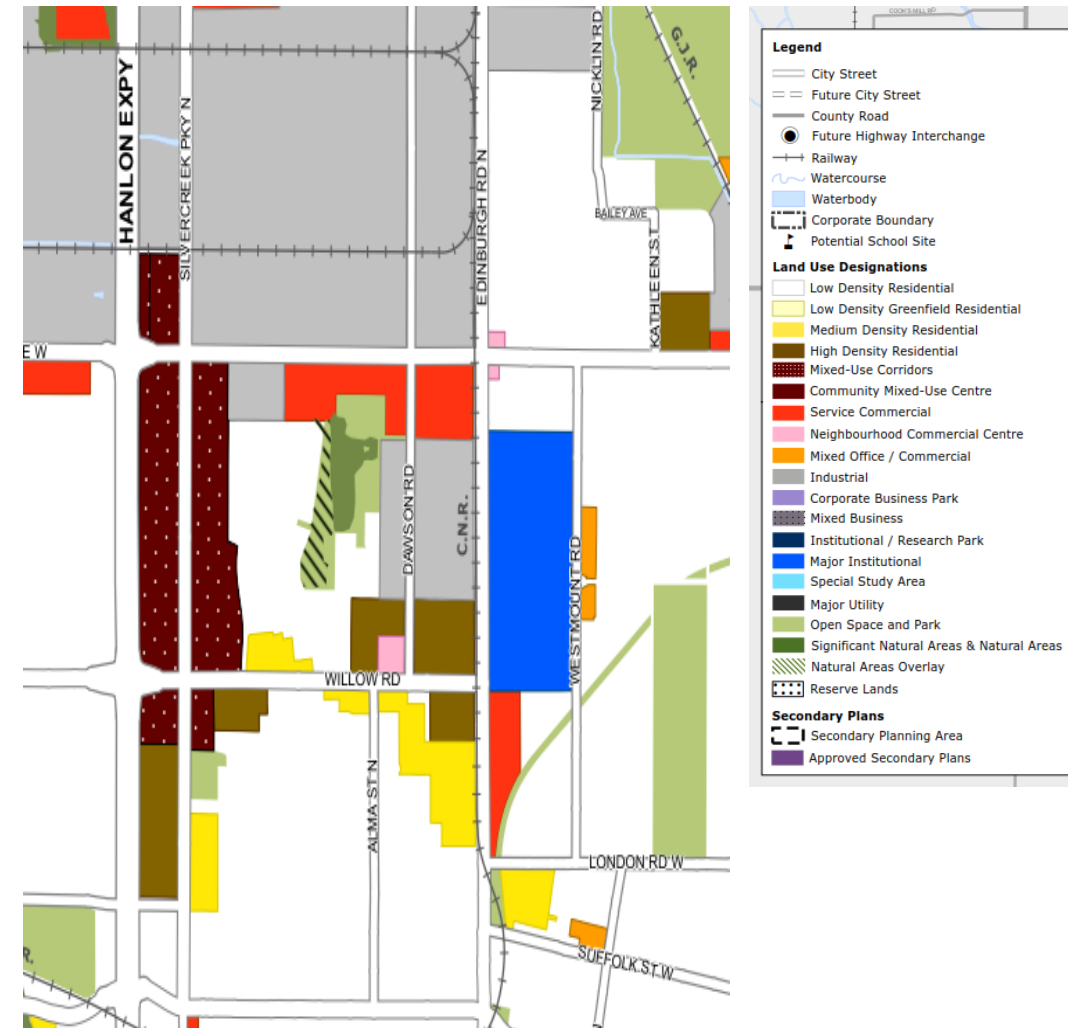 HANLON EXPY
SILVERCREEK PKY N
EDINBURGH RD N
NICKLIN RD
G.J.R.
BAILEY AVE
KATHLEEN ST
E W
DAWSON RD
C.N.R.
WESTMOUNT RD
WILLOW RD
ALMA ST N
LONDON RD W
SUFFOLK ST W
R.
COOK'S MILL RD
Legend
City Street
Future City Street
County Road
Future Highway Interchange
Railway
Watercourse
Waterbody
Corporate Boundary
Potential School Site
Land Use Designations
Low Density Residential
Low Density Greenfield Residential
Medium Density Residential
High Density Residential
Mixed-Use Corridors
Community Mixed-Use Centre
Service Commercial
Neighbourhood Commercial Centre
Mixed Office / Commercial
Industrial
Corporate Business Park
Mixed Business
Institutional / Research Park
Major Institutional
Special Study Area
Major Utility
Open Space and Park
Significant Natural Areas & Natural Areas
Natural Areas Overlay
Reserve Lands
Secondary Plans
Secondary Planning Area
Approved Secondary Plans